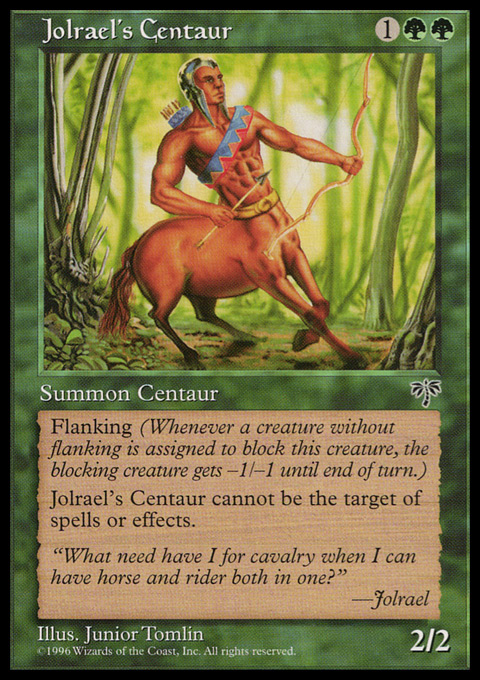 Jolrael's Centaur 1
Summon Centaur
Flanking (Whenever a creature without
flanking is assigned to block this creature, the
blocking creature gets –1/–1 until end of turn.)
Jolrael's Centaur cannot be the target of
spells or effects.
“What need have I for cavalry when I can
have horse and rider both in one?”
—Jolrael
Illus. Junior Tomlin
©1996 Wizards of the Coast, Inc. All rights reserved.
2/2